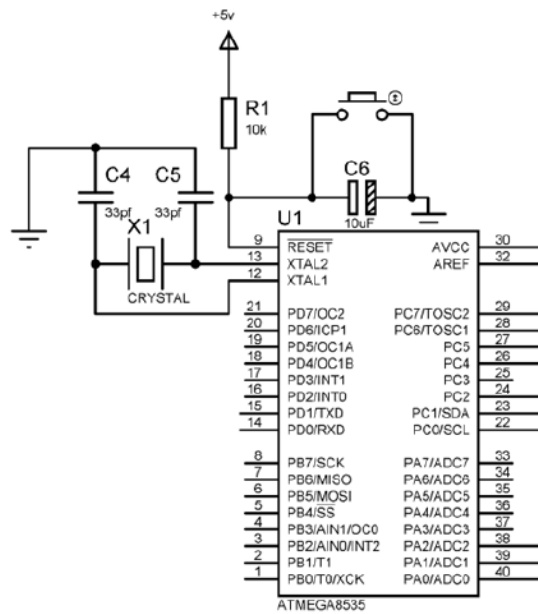 +5v
R1
10k
C4
C5
33pf
33pf
X1
CRYSTAL
C6
10uF
U1
9 RESET AVCC 30
13 XTAL2 AREF 32
12 XTAL1
21 PD7/OC2 PC7/TOSC2 29
20 PD6/ICP1 PC6/TOSC1 28
19 PD5/OC1A PC5 27
18 PD4/OC1B PC4 26
17 PD3/INT1 PC3 25
16 PD2/INT0 PC2 24
15 PD1/TXD PC1/SDA 23
14 PD0/RXD PC0/SCL 22
8 PB7/SCK PA7/ADC7 33
7 PB6/MISO PA6/ADC6 34
6 PB5/MOSI PA5/ADC5 35
5 PB4/SS PA4/ADC4 36
4 PB3/AIN1/OC0 PA3/ADC3 37
3 PB2/AIN0/INT2 PA2/ADC2 38
2 PB1/T1 PA1/ADC1 39
1 PB0/T0/XCK PA0/ADC0 40
ATMEGA8535